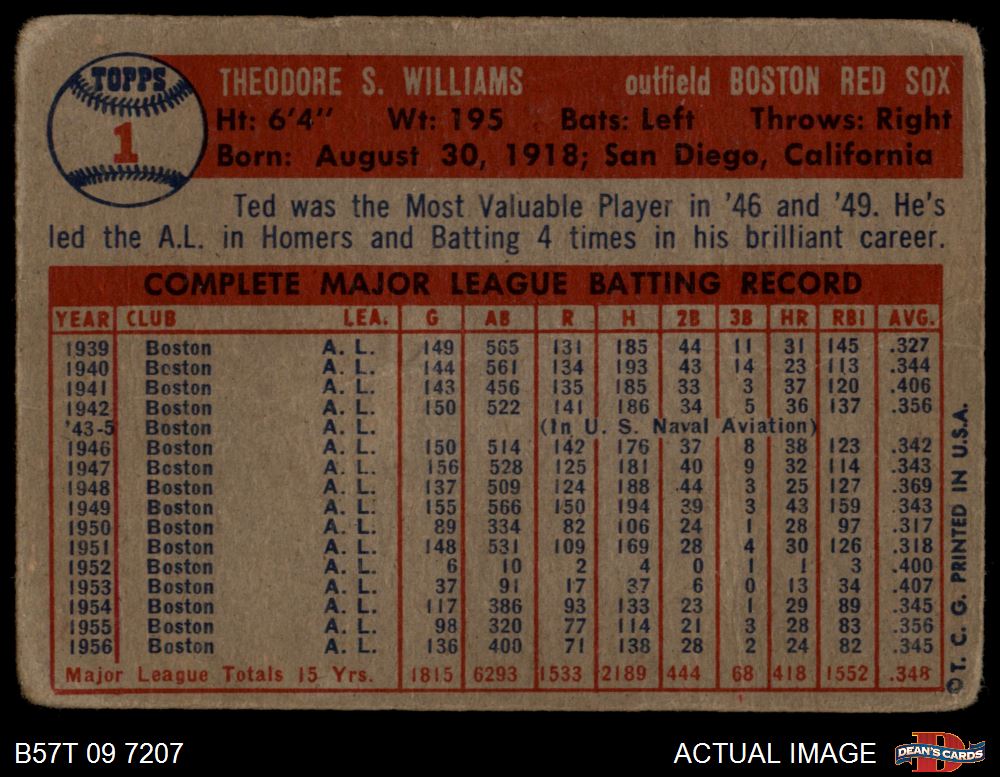 TOPPS
1
THEODORE S. WILLIAMS outfield BOSTON RED SOX
Ht: 6'4" Wt: 195 Bats: Left Throws: Right
Born: August 30, 1918; San Diego, California
Ted was the Most Valuable Player in '46 and '49. He's
led the A.L. in Homers and Batting 4 times in his brilliant career.
COMPLETE MAJOR LEAGUE BATTING RECORD
YEAR CLUB LEA. G AB R H 2B 3B HR RBI AVG.
1939 Boston A. L. 149 565 131 185 44 11 31 145 .327
1940 Boston A. L. 144 561 134 193 43 14 23 113 .344
1941 Boston A. L. 143 456 135 185 33 3 37 120 .406
1942 Boston A. L. 150 522 141 186 34 5 36 137 .356
'43-5 Boston A. L. (In U. S. Naval Aviation)
1946 Boston A. L. 150 514 142 176 37 8 38 123 .342
1947 Boston A. L. 156 528 125 181 40 9 32 114 .343
1948 Boston A. L. 137 509 124 188 44 3 25 127 .369
1949 Boston A. L. 155 566 150 194 39 3 43 159 .343
1950 Boston A. L. 89 334 82 106 24 1 28 97 .317
1951 Boston A. L. 148 531 109 169 28 4 30 126 .318
1952 Boston A. L. 6 10 2 4 0 1 1 3 .400
1953 Boston A. L. 37 91 17 37 6 0 13 34 .407
1954 Boston A. L. 117 386 93 133 23 1 29 89 .345
1955 Boston A. L. 98 320 77 114 21 3 28 83 .356
1956 Boston A. L. 136 400 71 138 28 2 24 82 .345
Major League Totals 15 Yrs. 1815 6293 1533 2189 444 68 418 1552 .348
© T. C. G. PRINTED IN U.S.A.
B57T 09 7207 ACTUAL IMAGE
D
DEAN'S CARDS